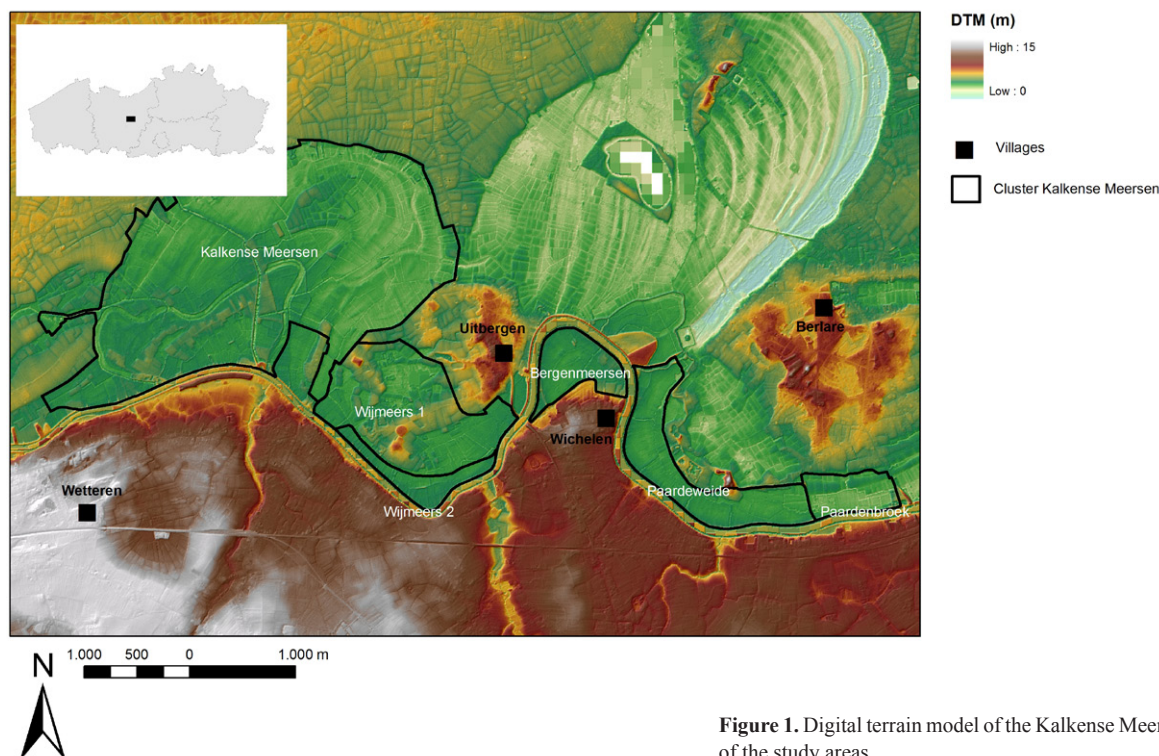 DTM (m)
High : 15
Low : 0
Villages
Cluster Kalkense Meersen
Kalkense Meersen
Uitbergen
Berlare
Bergenmeersen
Wijmeers 1
Wichelen
Wetteren
Paardeweide
Wijmeers 2
Paardenbroek
N
1.000 500 0 1.000 m
Figure 1. Digital terrain model of the Kalkense Meer
of the study areas